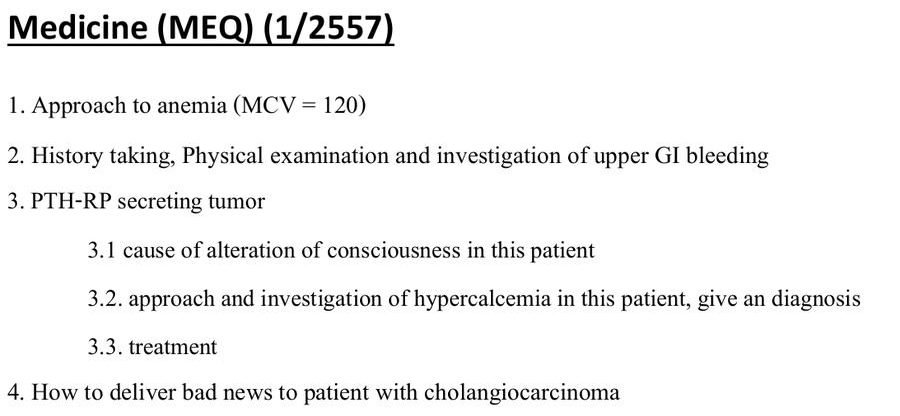 Medicine (MEQ) (1/2557)
1. Approach to anemia (MCV = 120)
2. History taking, Physical examination and investigation of upper GI bleeding
3. PTH-RP secreting tumor
3.1 cause of alteration of consciousness in this patient
3.2. approach and investigation of hypercalcemia in this patient, give an diagnosis
3.3. treatment
4. How to deliver bad news to patient with cholangiocarcinoma